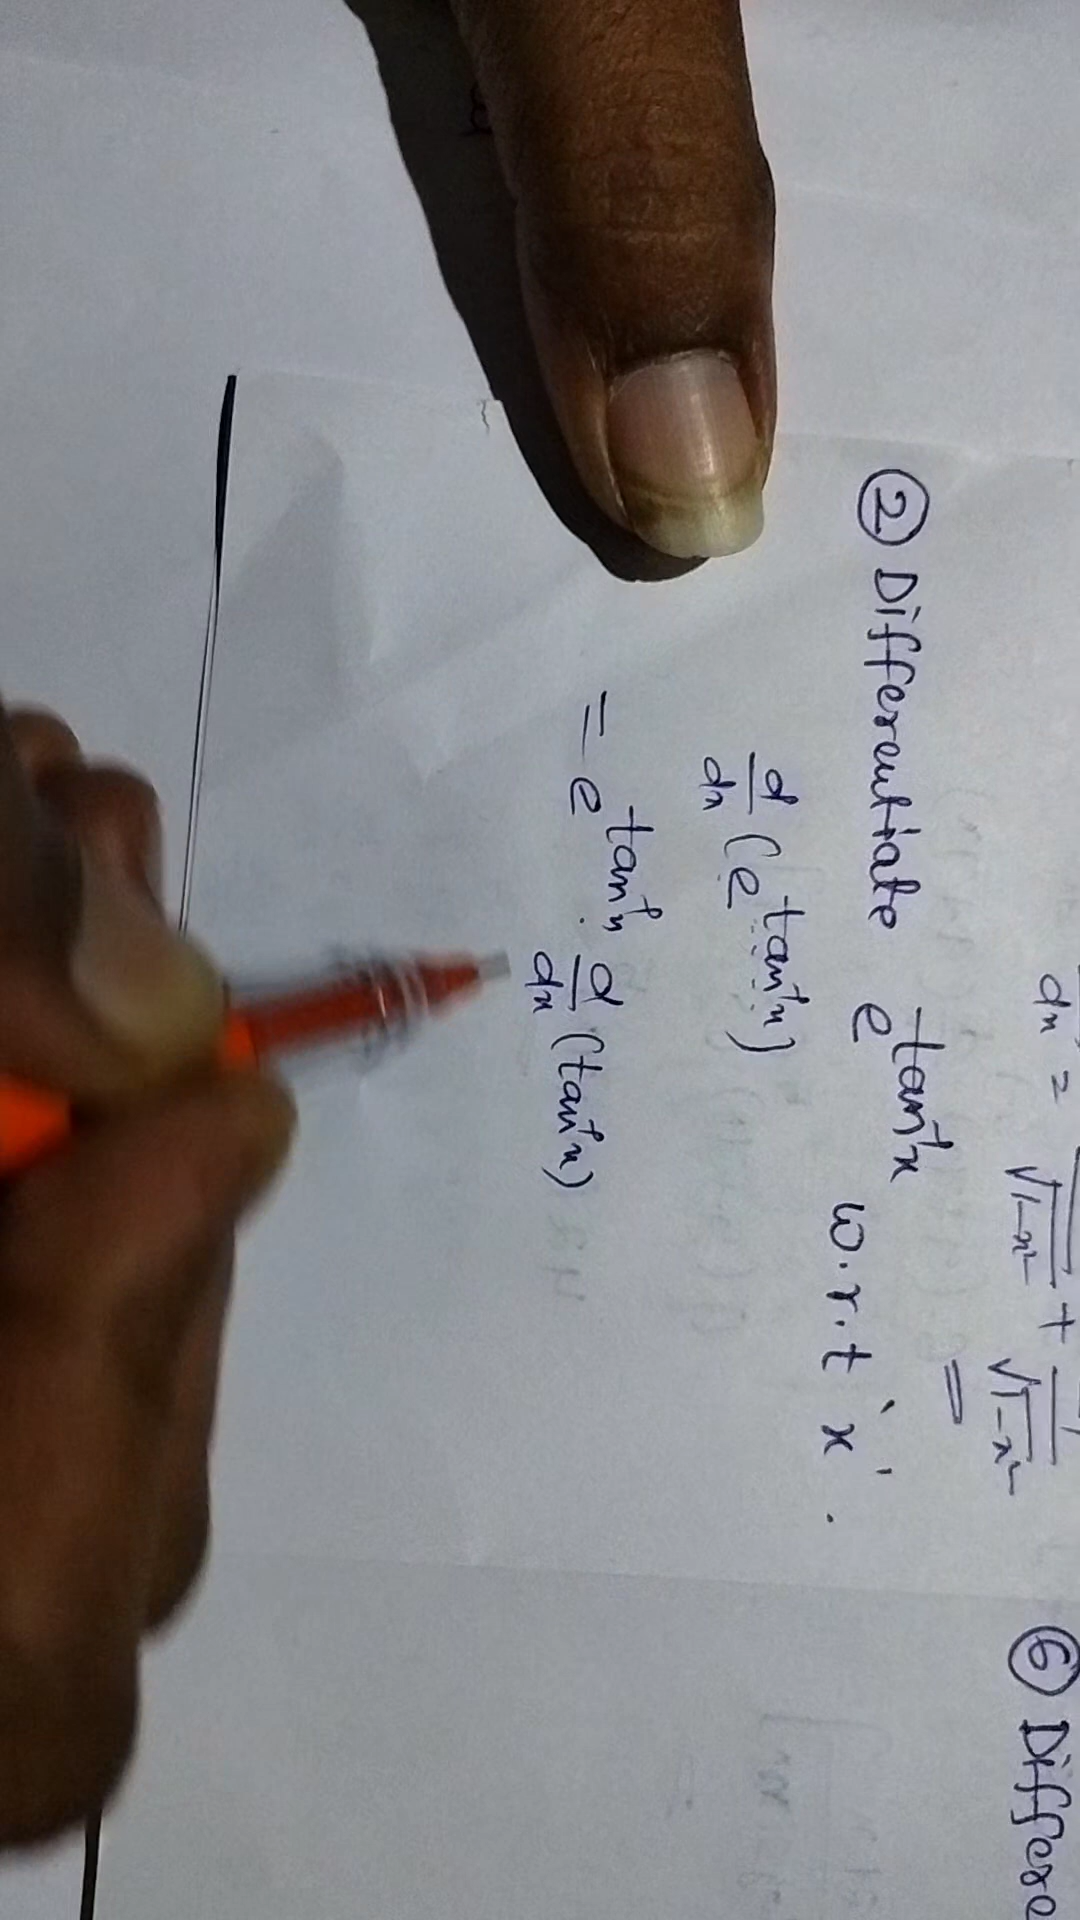 dx = √1-x² + √1-x²
=
② Differentiate e^tan⁻¹x w.r.t 'x'.
d/dx (e^tan⁻¹x)
= e^tan⁻¹x . d/dx (tan⁻¹x)
⑥ Differe